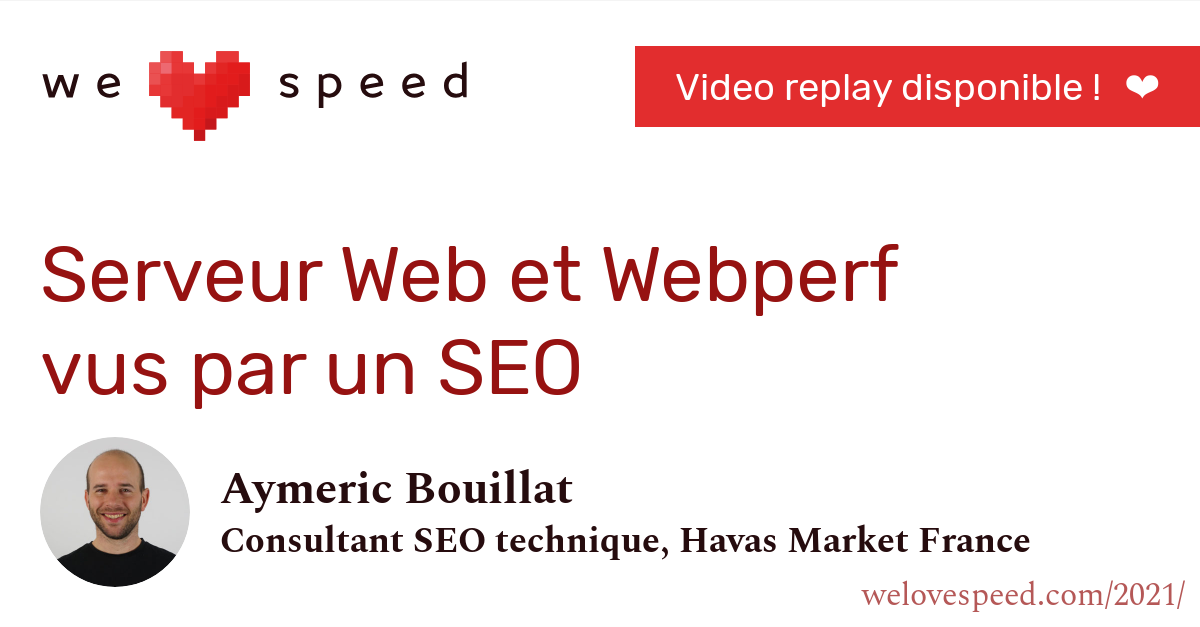 we speed
Video replay disponible ! ❤
Serveur Web et Webperf
vus par un SEO
Aymeric Bouillat
Consultant SEO technique, Havas Market France
welovespeed.com/2021/